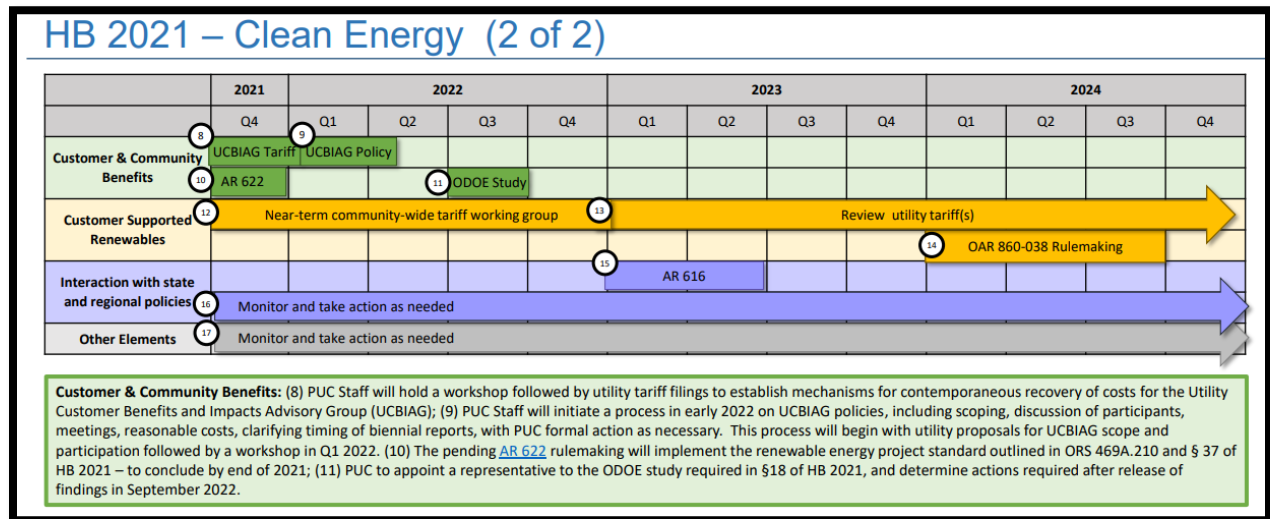 HB 2021 – Clean Energy (2 of 2)
2021 2022 2023 2024
Q4 Q1 Q2 Q3 Q4 Q1 Q2 Q3 Q4 Q1 Q2 Q3 Q4
8 9
Customer & Community
Benefits
UCBIAG Tariff UCBIAG Policy
10 AR 622 11 ODOE Study
Customer Supported
Renewables
12 Near-term community-wide tariff working group 13 Review utility tariff(s)
14 OAR 860-038 Rulemaking
Interaction with state
and regional policies
15 AR 616
16 Monitor and take action as needed
Other Elements 17 Monitor and take action as needed
Customer & Community Benefits: (8) PUC Staff will hold a workshop followed by utility tariff filings to establish mechanisms for contemporaneous recovery of costs for the Utility
Customer Benefits and Impacts Advisory Group (UCBIAG); (9) PUC Staff will initiate a process in early 2022 on UCBIAG policies, including scoping, discussion of participants,
meetings, reasonable costs, clarifying timing of biennial reports, with PUC formal action as necessary. This process will begin with utility proposals for UCBIAG scope and
participation followed by a workshop in Q1 2022. (10) The pending AR 622 rulemaking will implement the renewable energy project standard outlined in ORS 469A.210 and § 37 of
HB 2021 – to conclude by end of 2021; (11) PUC to appoint a representative to the ODOE study required in §18 of HB 2021, and determine actions required after release of
findings in September 2022.